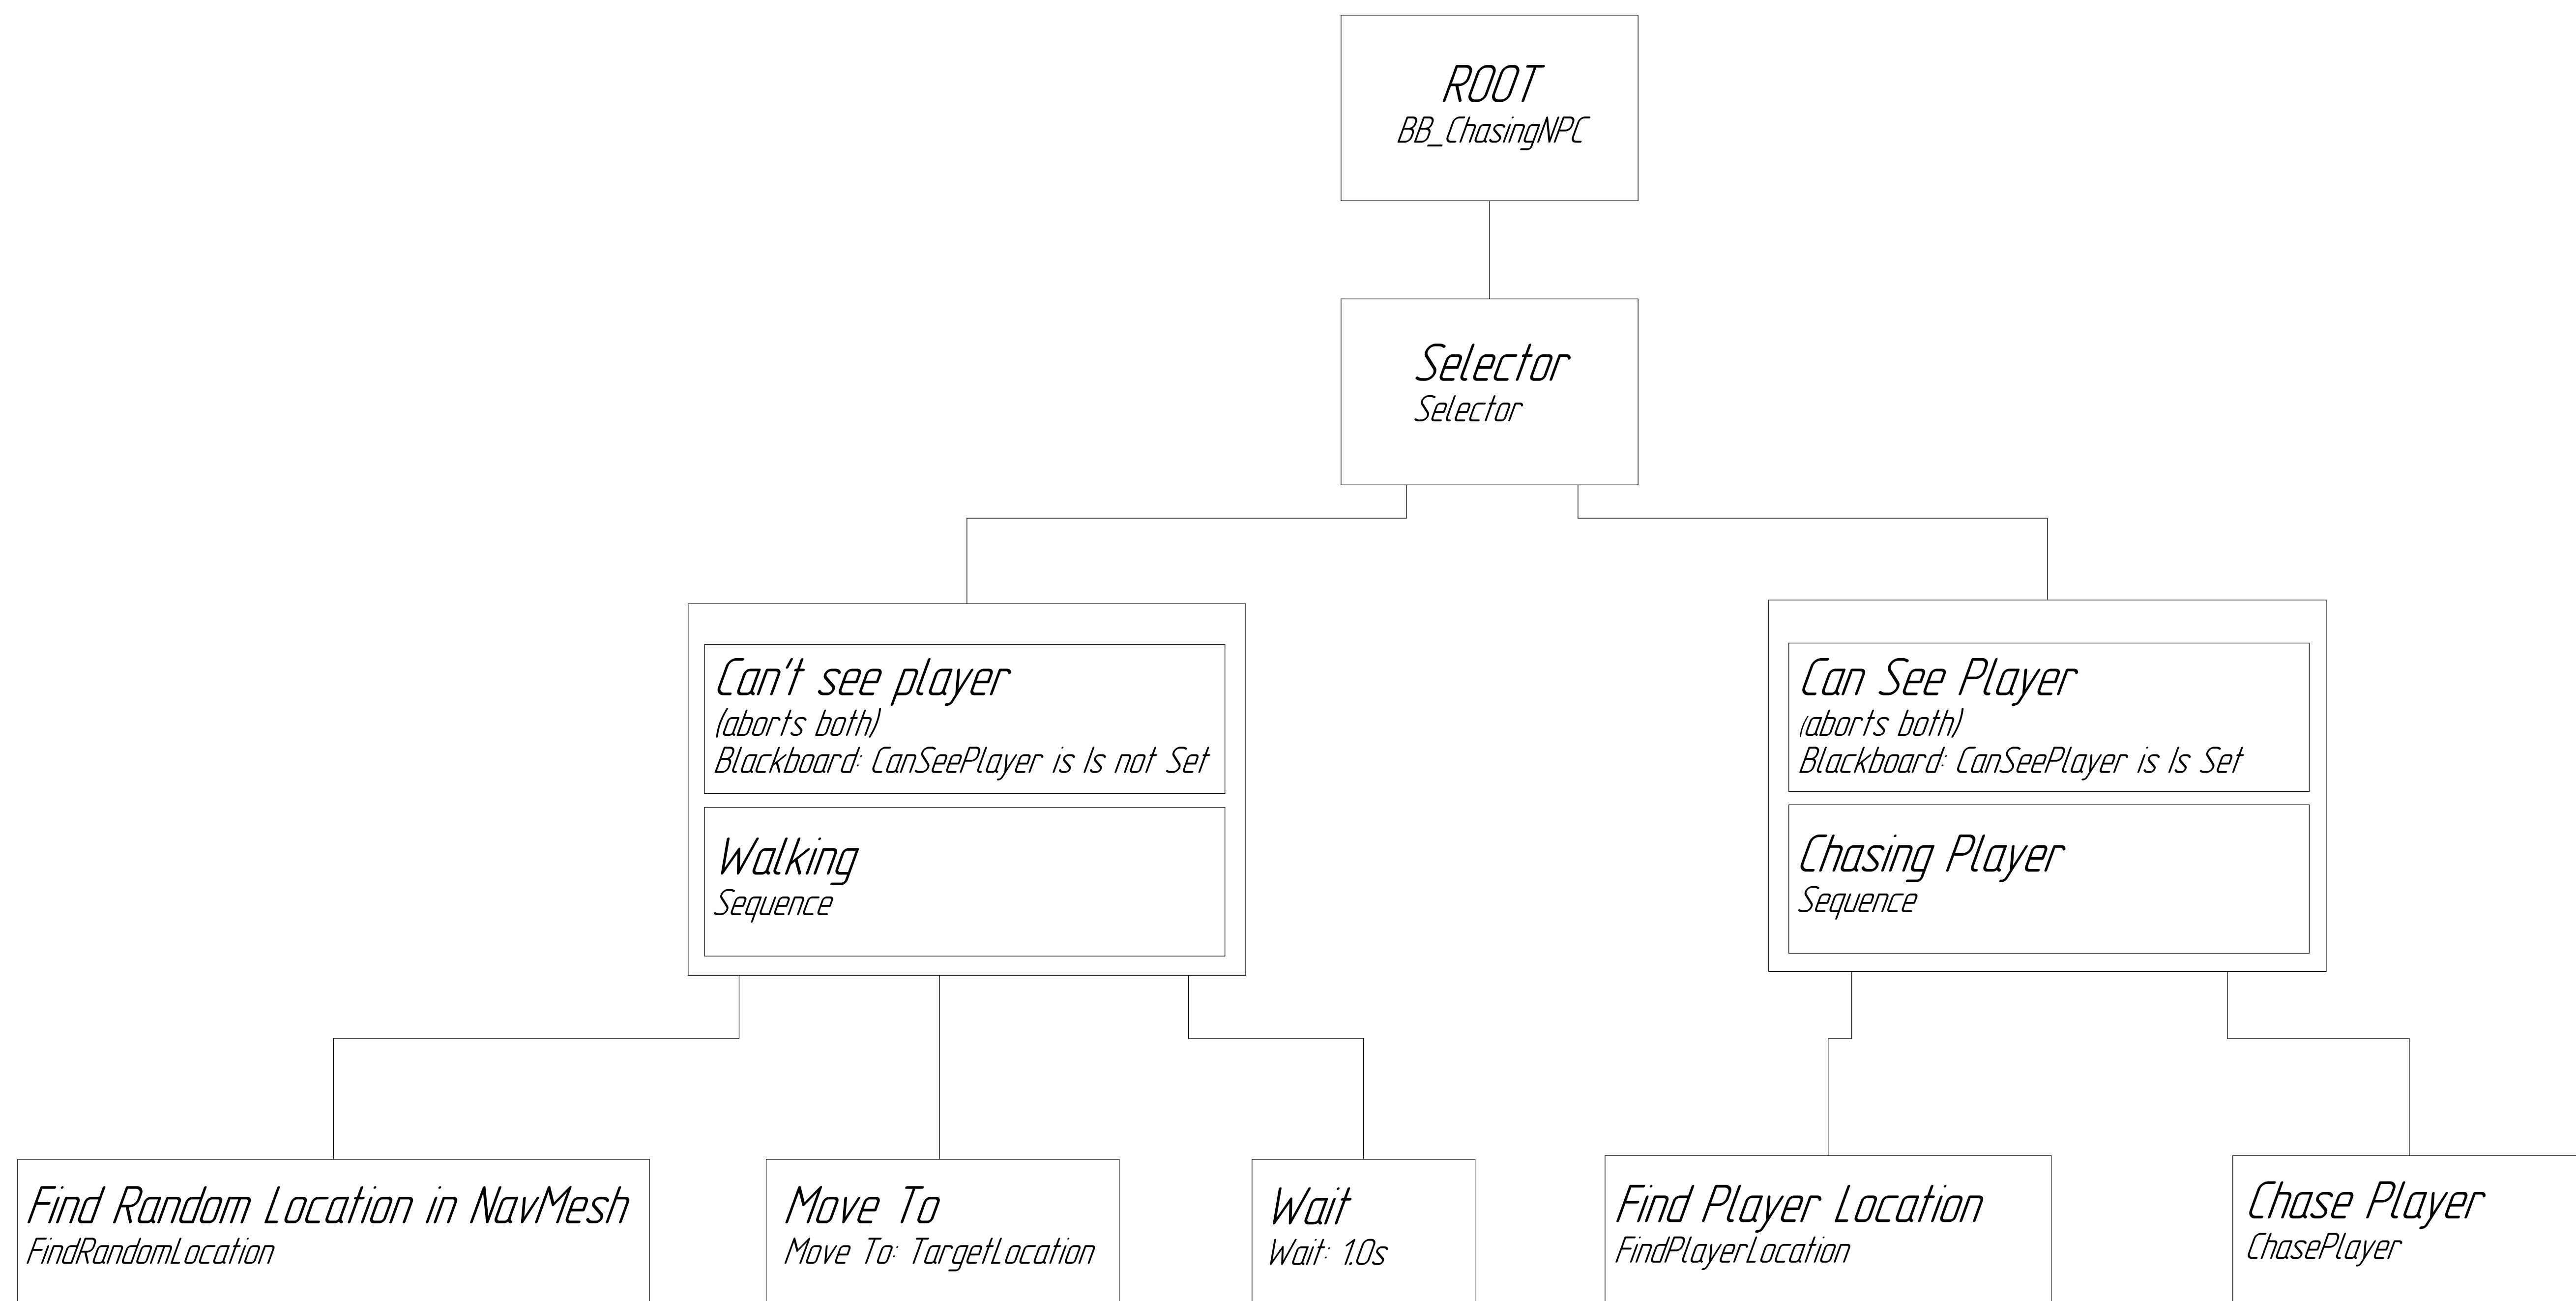 ROOT
BB_ChasingNPC
Selector
Selector
Can't see player
(aborts both)
Blackboard: CanSeePlayer is Is not Set
Walking
Sequence
Can See Player
(aborts both)
Blackboard: CanSeePlayer is Is Set
Chasing Player
Sequence
Find Random Location in NavMesh
FindRandomLocation
Move To
Move To: TargetLocation
Wait
Wait: 1.0s
Find Player Location
FindPlayerLocation
Chase Player
ChasePlayer